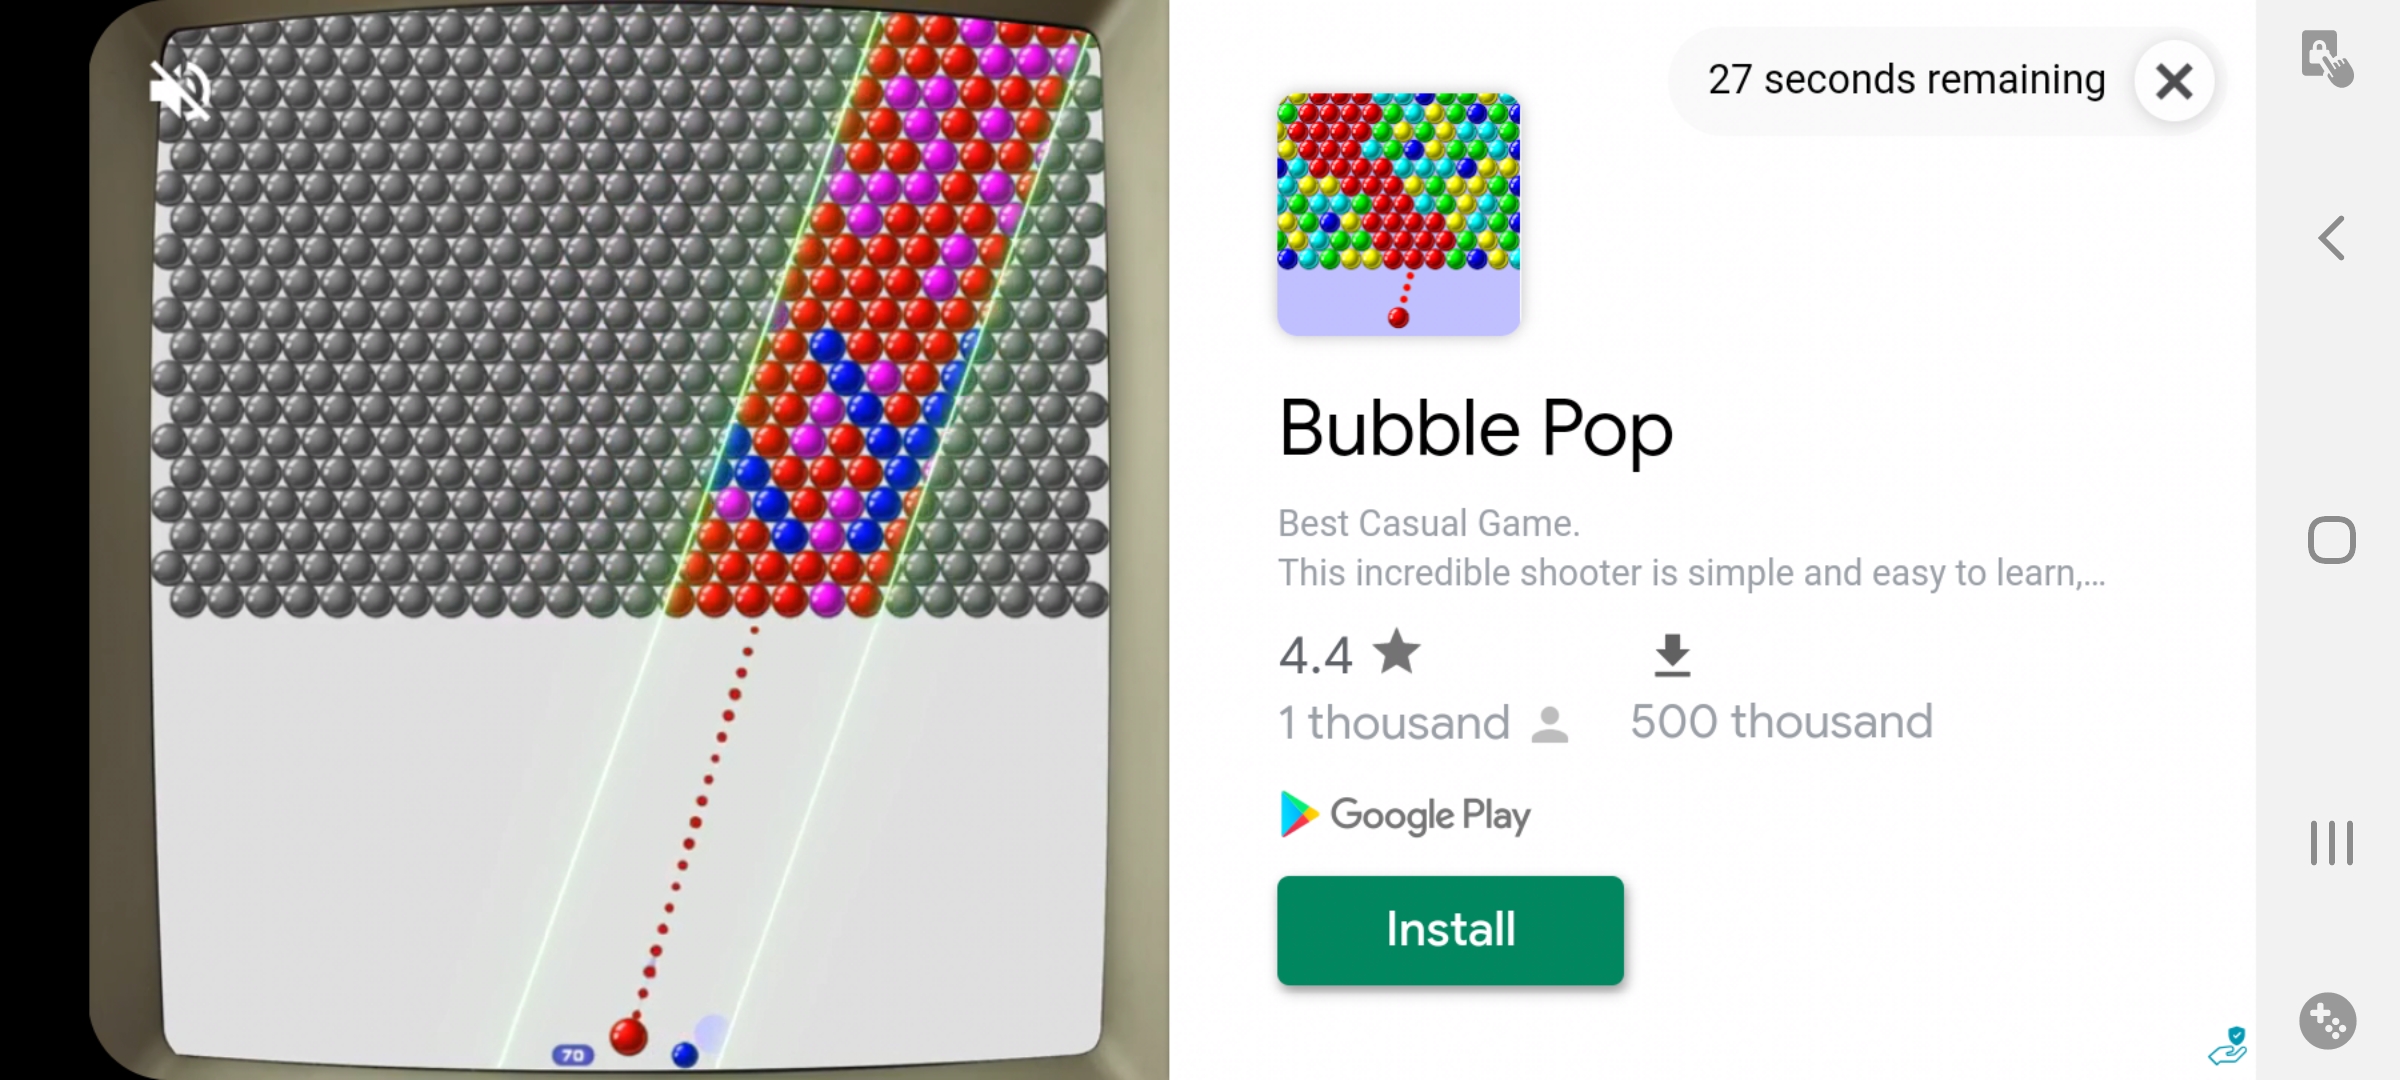 27 seconds remaining
Bubble Pop
Best Casual Game.
This incredible shooter is simple and easy to learn,...
4.4
1 thousand
500 thousand
Google Play
Install
70